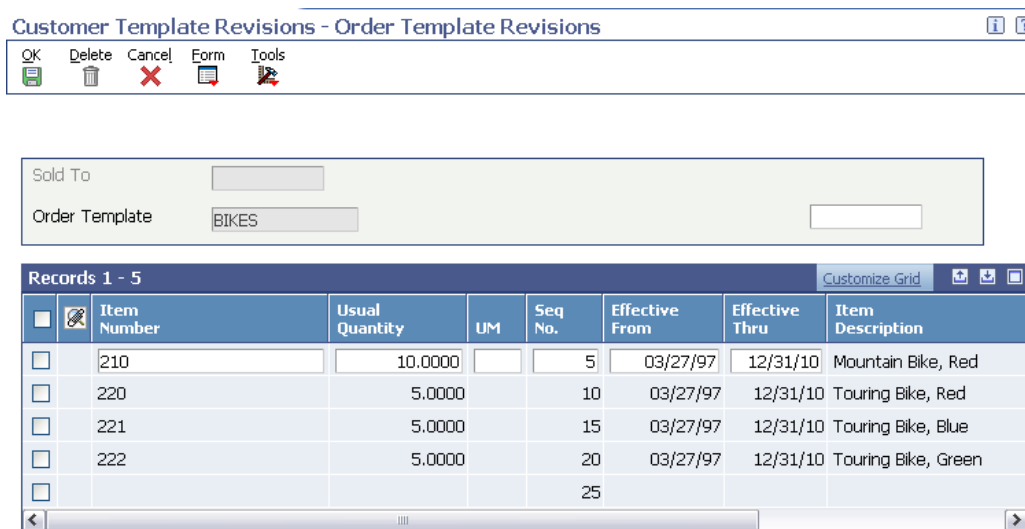 Customer Template Revisions - Order Template Revisions
OK Delete Cancel Form Tools
Sold To
Order Template BIKES
Records 1 - 5 Customize Grid
Item Number Usual Quantity UM Seq No. Effective From Effective Thru Item Description
210 10.0000 5 03/27/97 12/31/10 Mountain Bike, Red
220 5.0000 10 03/27/97 12/31/10 Touring Bike, Red
221 5.0000 15 03/27/97 12/31/10 Touring Bike, Blue
222 5.0000 20 03/27/97 12/31/10 Touring Bike, Green
25